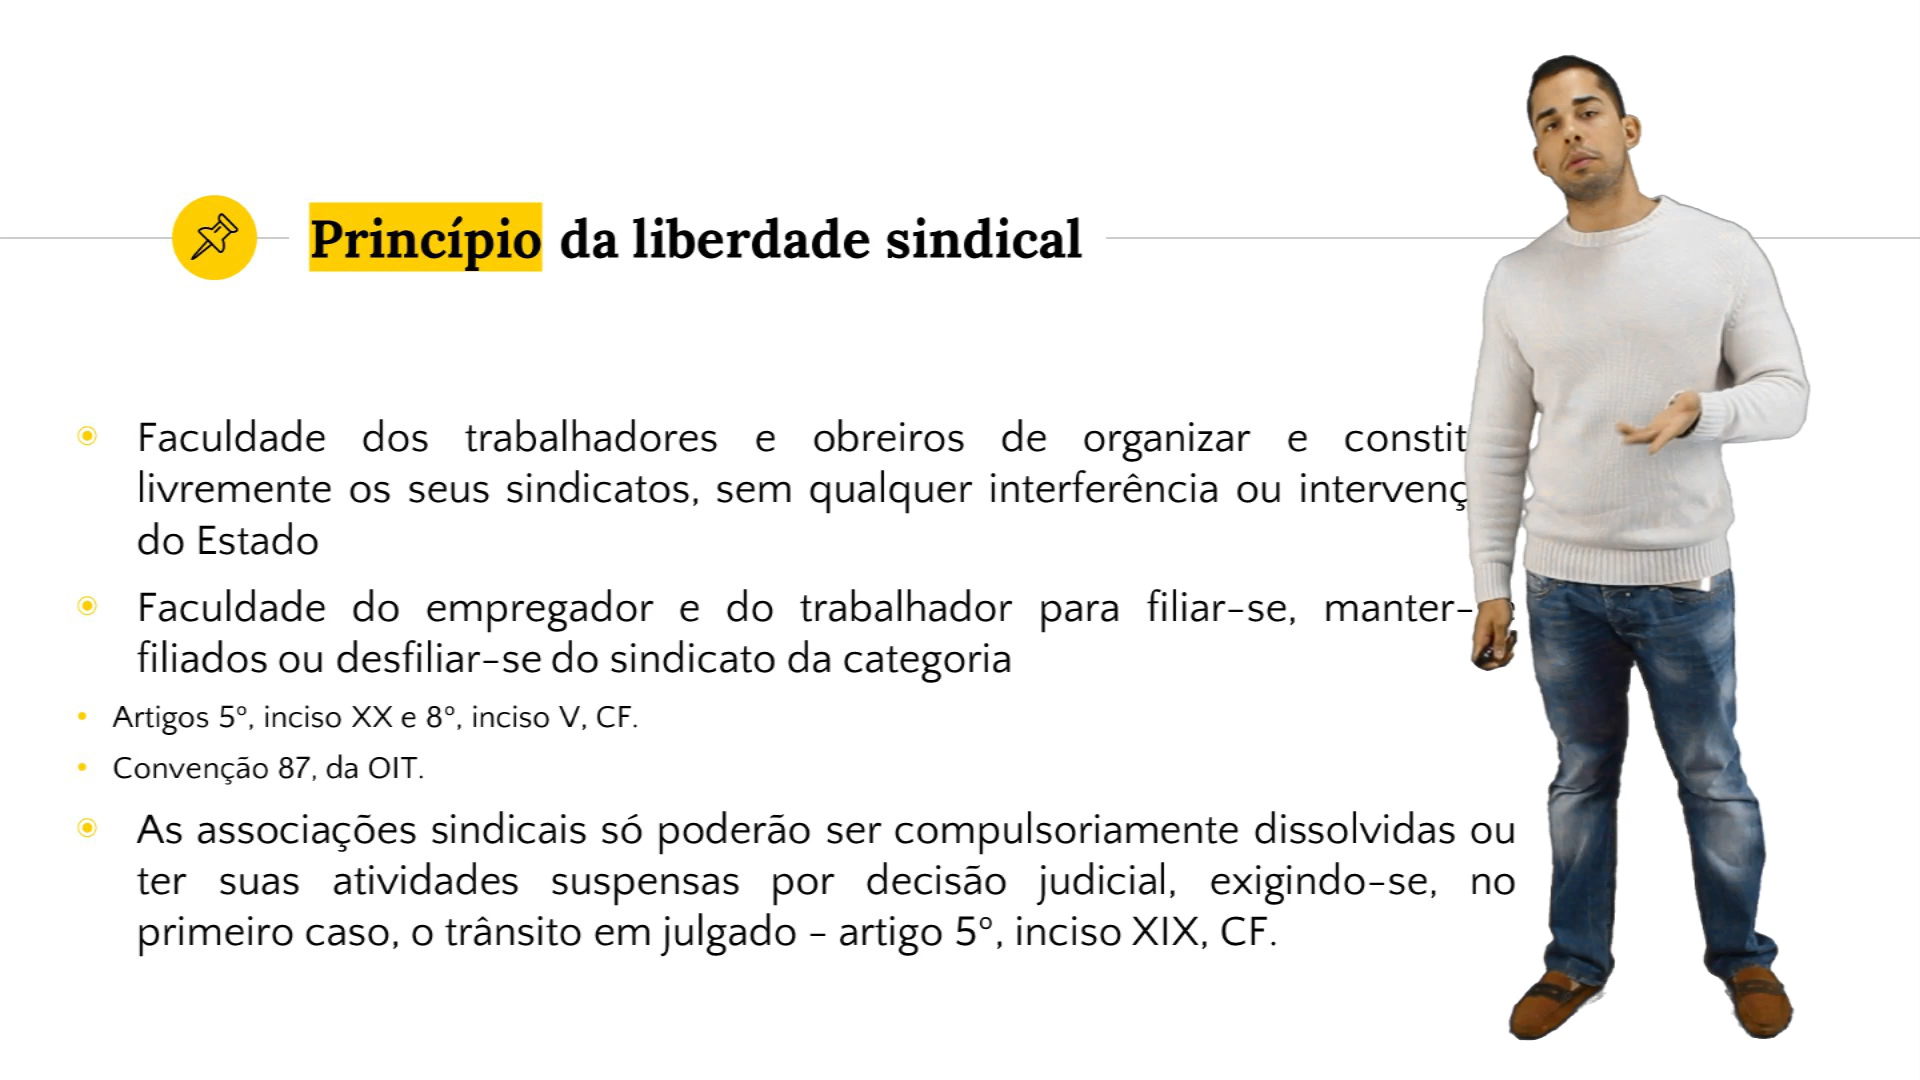 Princípio da liberdade sindical
Faculdade dos trabalhadores e obreiros de organizar e constit
livremente os seus sindicatos, sem qualquer interferência ou intervenç
do Estado
Faculdade do empregador e do trabalhador para filiar-se, manter-
filiados ou desfiliar-se do sindicato da categoria
Artigos 5º, inciso XX e 8º, inciso V, CF.
Convenção 87, da OIT.
As associações sindicais só poderão ser compulsoriamente dissolvidas ou
ter suas atividades suspensas por decisão judicial, exigindo-se, no
primeiro caso, o trânsito em julgado – artigo 5º, inciso XIX, CF.